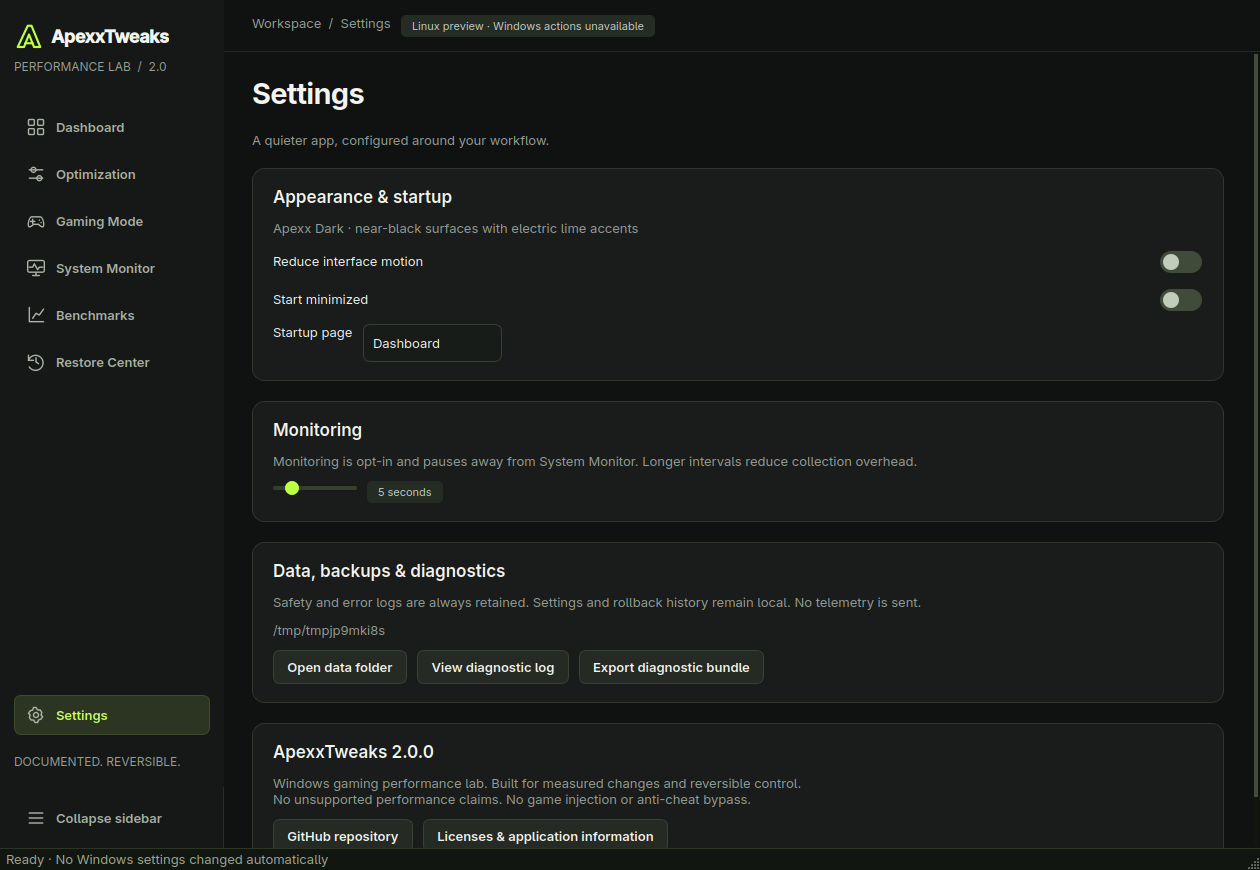 ApexxTweaks
PERFORMANCE LAB / 2.0
Dashboard
Optimization
Gaming Mode
System Monitor
Benchmarks
Restore Center
Settings
DOCUMENTED. REVERSIBLE.
Collapse sidebar
Workspace / Settings
Linux preview · Windows actions unavailable
Settings
A quieter app, configured around your workflow.
Appearance & startup
Apexx Dark · near-black surfaces with electric lime accents
Reduce interface motion
Start minimized
Startup page Dashboard
Monitoring
Monitoring is opt-in and pauses away from System Monitor. Longer intervals reduce collection overhead.
5 seconds
Data, backups & diagnostics
Safety and error logs are always retained. Settings and rollback history remain local. No telemetry is sent.
/tmp/tmpjp9mki8s
Open data folder View diagnostic log Export diagnostic bundle
ApexxTweaks 2.0.0
Windows gaming performance lab. Built for measured changes and reversible control.
No unsupported performance claims. No game injection or anti-cheat bypass.
GitHub repository Licenses & application information
Ready · No Windows settings changed automatically